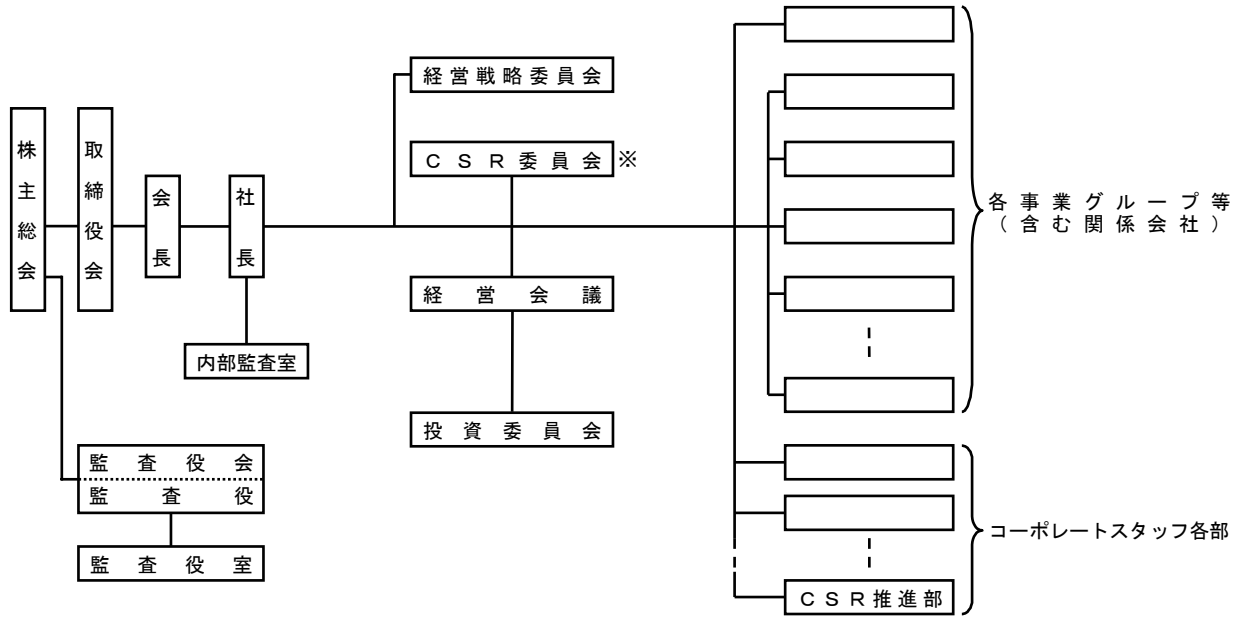 株主総会
取締役会
会長
社長
内部監査室
監査役会
監査役
監査役室
経営戦略委員会
ＣＳＲ委員会※
経営会議
投資委員会
各事業グループ等
（含む関係会社）
コーポレートスタッフ各部
ＣＳＲ推進部